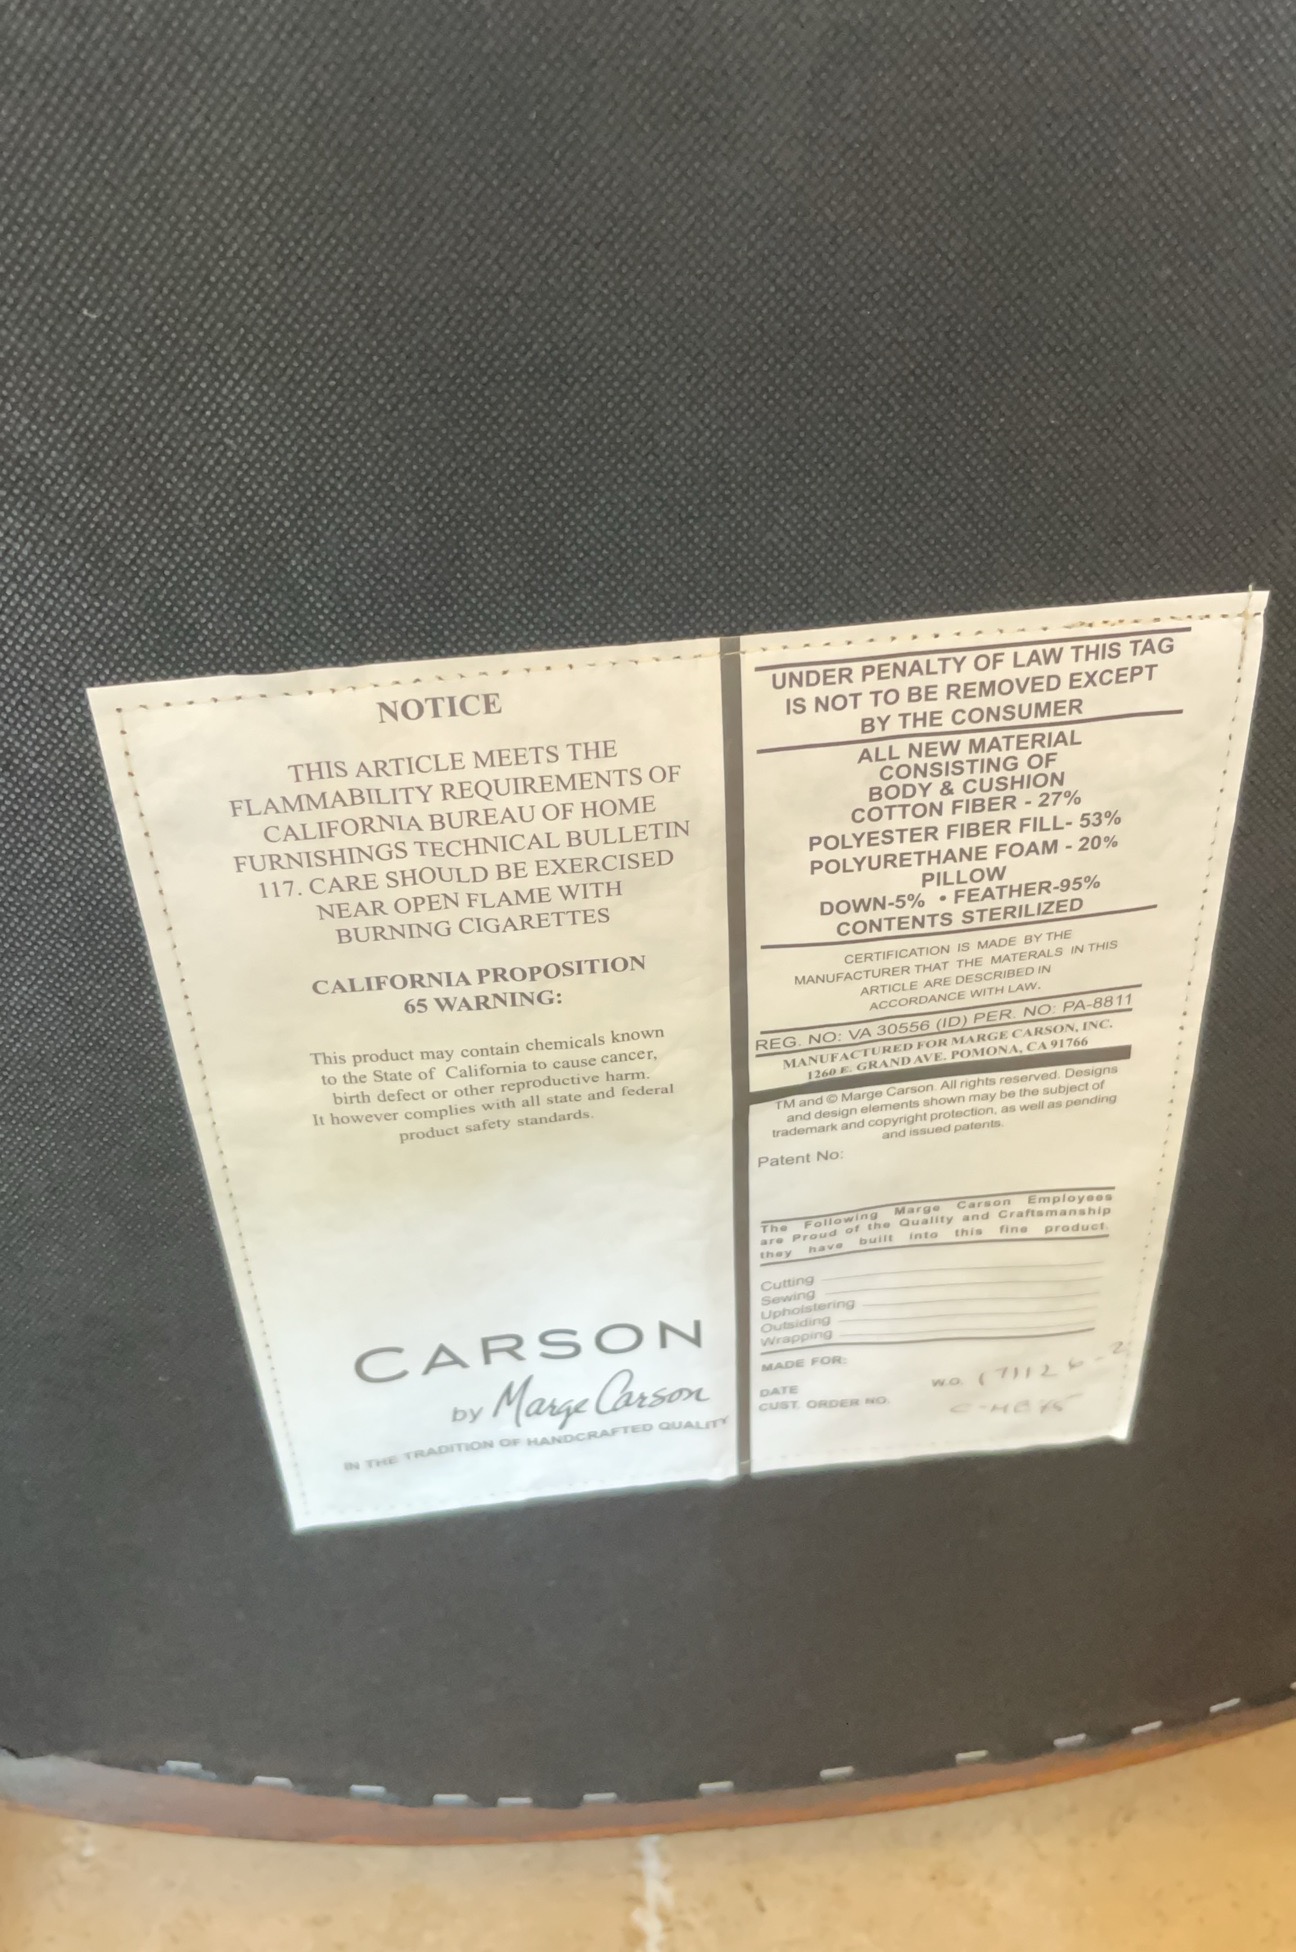 NOTICE
THIS ARTICLE MEETS THE
FLAMMABILITY REQUIREMENTS OF
CALIFORNIA BUREAU OF HOME
FURNISHINGS TECHNICAL BULLETIN
117. CARE SHOULD BE EXERCISED
NEAR OPEN FLAME WITH
BURNING CIGARETTES
CALIFORNIA PROPOSITION
65 WARNING:
This product may contain chemicals known
to the State of California to cause cancer,
birth defect or other reproductive harm.
It however complies with all state and federal
product safety standards.
CARSON
by Marge Carson
IN THE TRADITION OF HANDCRAFTED QUALITY
UNDER PENALTY OF LAW THIS TAG
IS NOT TO BE REMOVED EXCEPT
BY THE CONSUMER
ALL NEW MATERIAL
CONSISTING OF
BODY & CUSHION
COTTON FIBER - 27%
POLYESTER FIBER FILL- 53%
POLYURETHANE FOAM - 20%
PILLOW
DOWN-5% • FEATHER-95%
CONTENTS STERILIZED
CERTIFICATION IS MADE BY THE
MANUFACTURER THAT THE MATERALS IN THIS
ARTICLE ARE DESCRIBED IN
ACCORDANCE WITH LAW.
REG. NO: VA 30556 (ID) PER. NO: PA-8811
MANUFACTURED FOR MARGE CARSON, INC.
1260 E. GRAND AVE. POMONA, CA 91766
TM and © Marge Carson. All rights reserved. Designs
and design elements shown may be the subject of
trademark and copyright protection, as well as pending
and issued patents.
Patent No:
The Following Marge Carson Employees
are Proud of the Quality and Craftsmanship
they have built into this fine product.
Cutting
Sewing
Upholstering
Outsiding
Wrapping
MADE FOR:
DATE W.O.
CUST. ORDER NO.